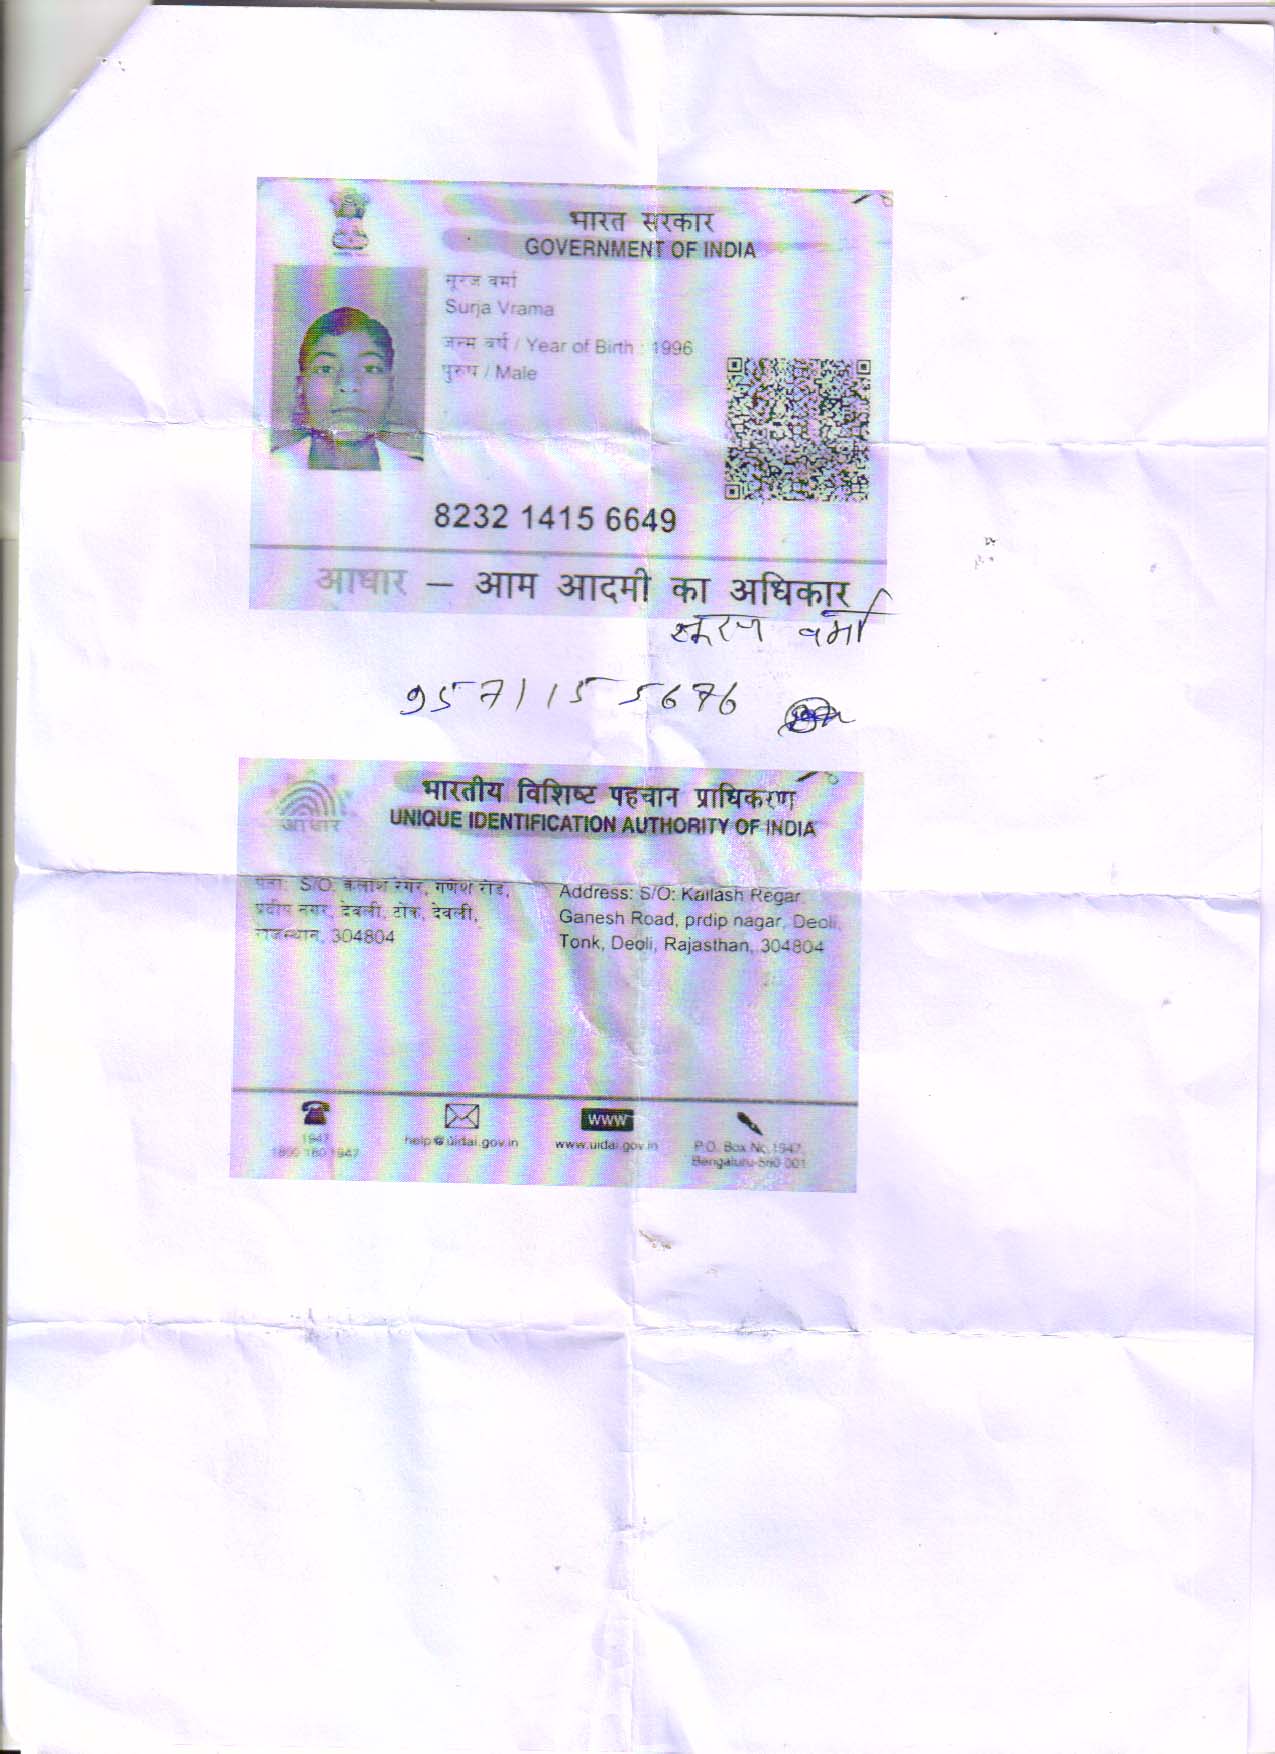 भारत सरकार
GOVERNMENT OF INDIA
सूरज वर्मा
Surja Vrama
जन्म वर्ष / Year of Birth : 1996
पुरुष / Male
8232 1415 6649
आधार – आम आदमी का अधिकार
सूरज वर्मा
9571155676
भारतीय विशिष्ट पहचान प्राधिकरण
UNIQUE IDENTIFICATION AUTHORITY OF INDIA
आधार
पता: S/O: कैलाश रेगर, गणेश रोड,
प्रदीप नगर, देवली, टोंक, देवली,
राजस्थान, 304804
Address: S/O: Kailash Regar,
Ganesh Road, prdip nagar, Deoli,
Tonk, Deoli, Rajasthan, 304804
1947
1800 180 1947
help@uidai.gov.in
www
www.uidai.gov.in
P.O. Box No.1947,
Bengaluru-560 001